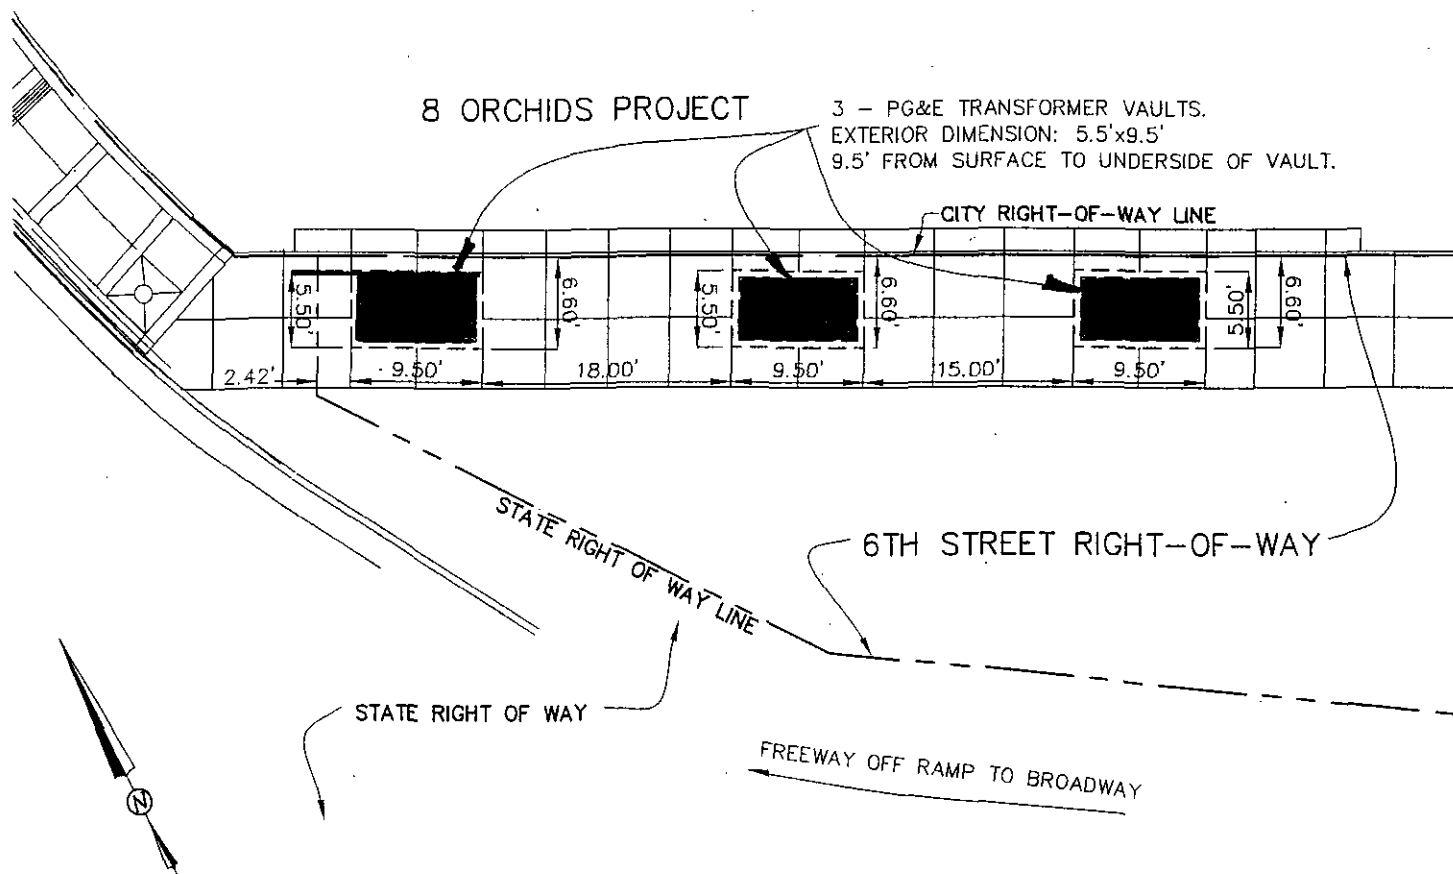 8 ORCHIDS PROJECT
3 - PG&E TRANSFORMER VAULTS.
EXTERIOR DIMENSION: 5.5'x9.5'
9.5' FROM SURFACE TO UNDERSIDE OF VAULT.
CITY RIGHT-OF-WAY LINE
5.50'
6.60'
5.50'
6.60'
5.50'
6.60'
2.42'
9.50'
18.00'
9.50'
15.00'
9.50'
STATE RIGHT OF WAY LINE
6TH STREET RIGHT-OF-WAY
STATE RIGHT OF WAY
FREEWAY OFF RAMP TO BROADWAY
N